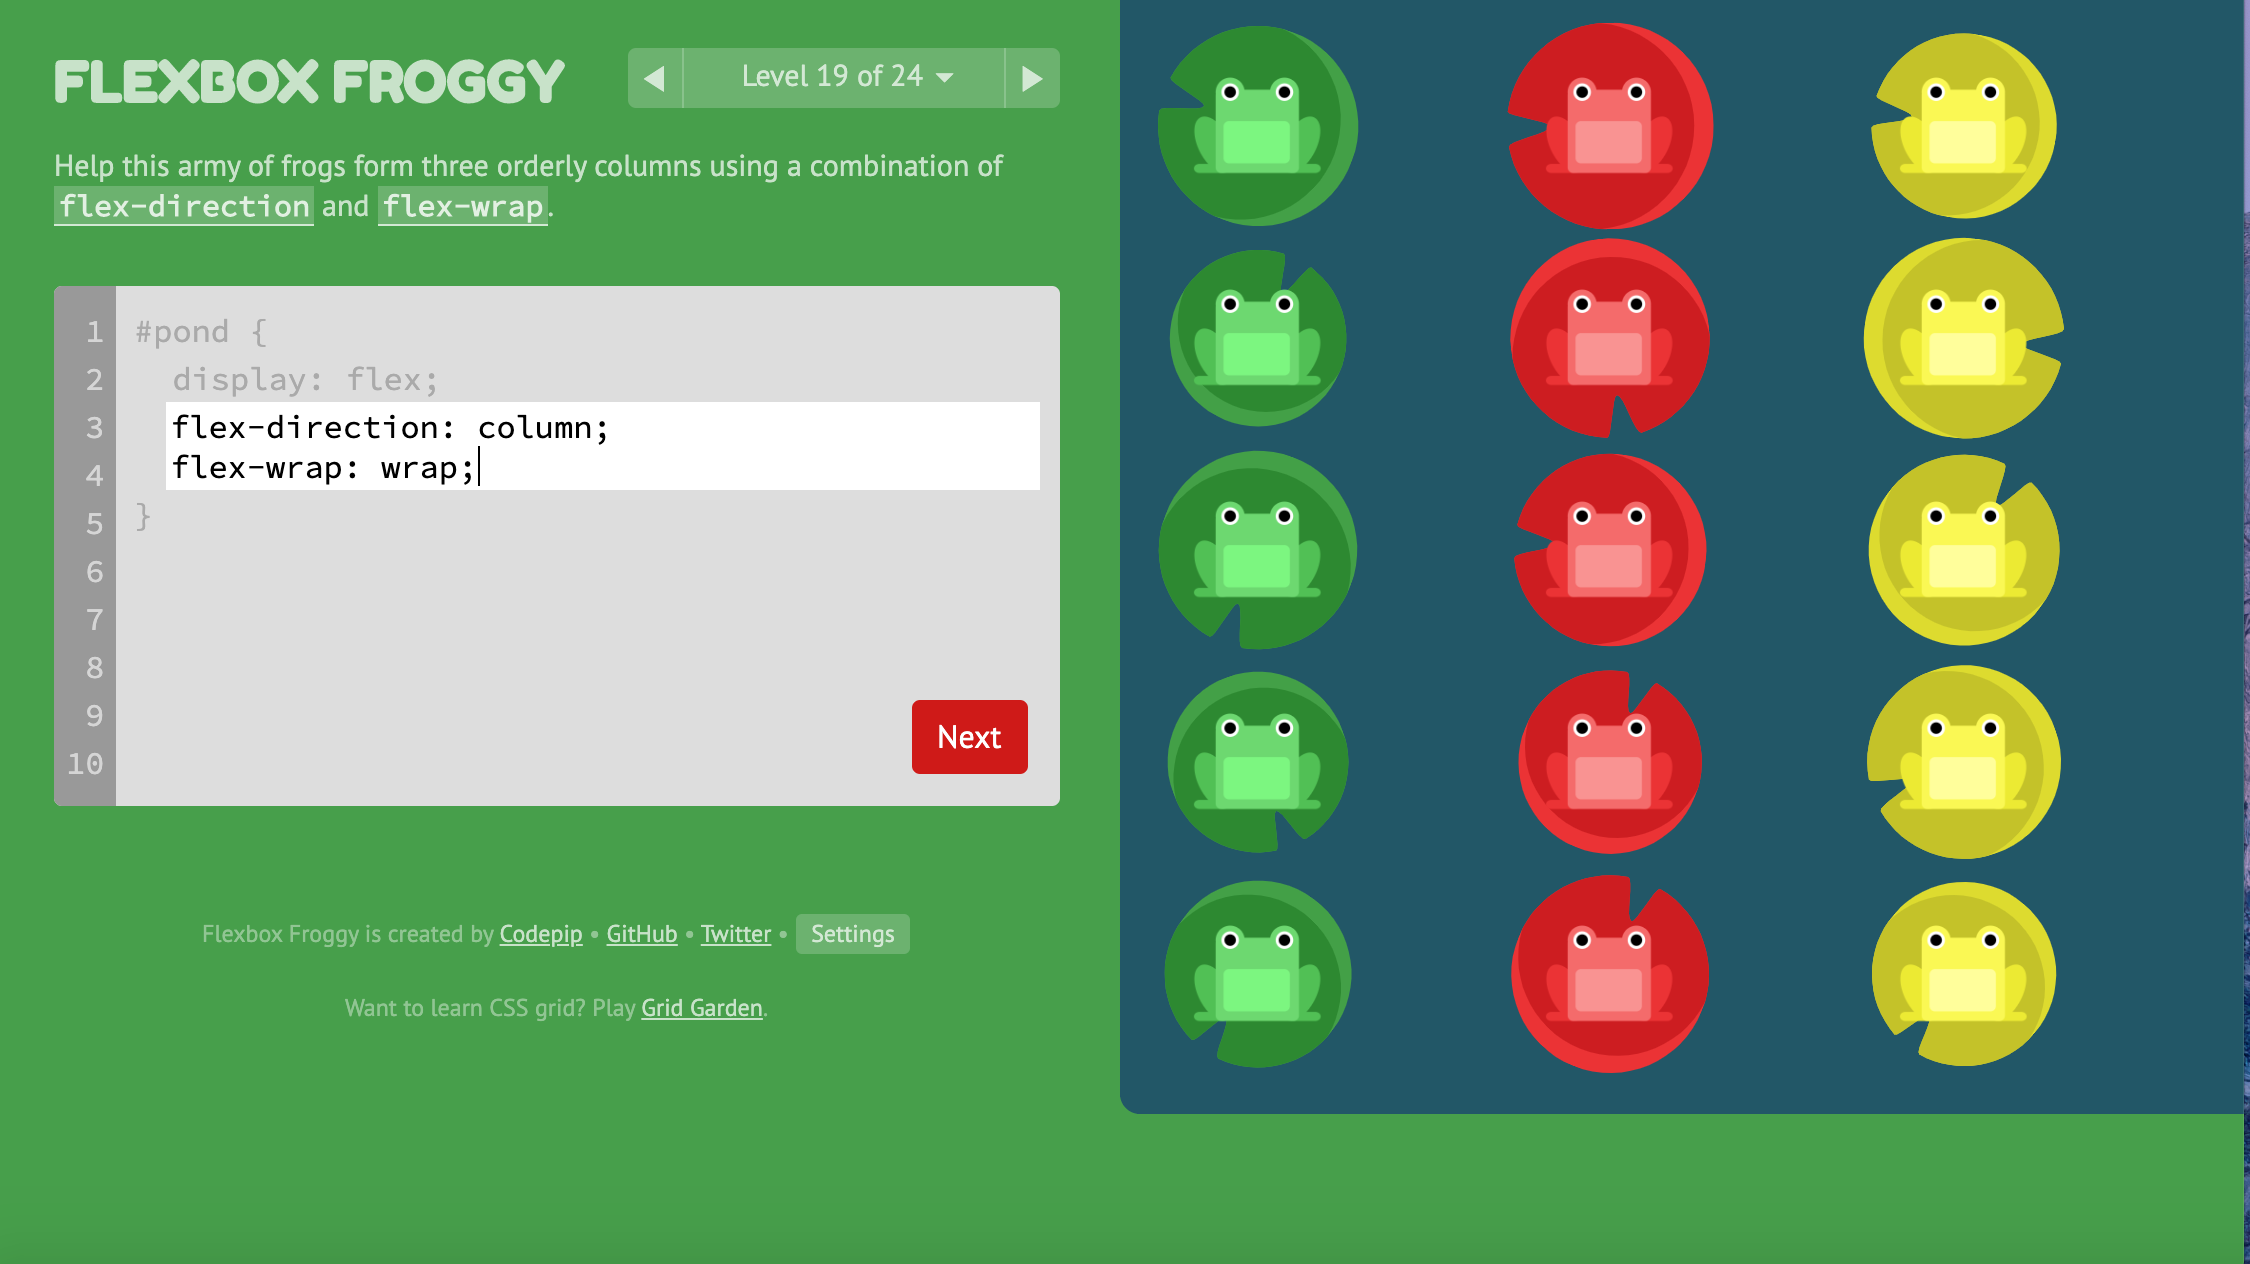 FLEXBOX FROGGY
Level 19 of 24
Help this army of frogs form three orderly columns using a combination of
flex-direction and flex-wrap.
1 #pond {
2 display: flex;
3 flex-direction: column;
4 flex-wrap: wrap;
5 }
6
7
8
9
10
Next
Flexbox Froggy is created by Codepip • GitHub • Twitter • Settings
Want to learn CSS grid? Play Grid Garden.